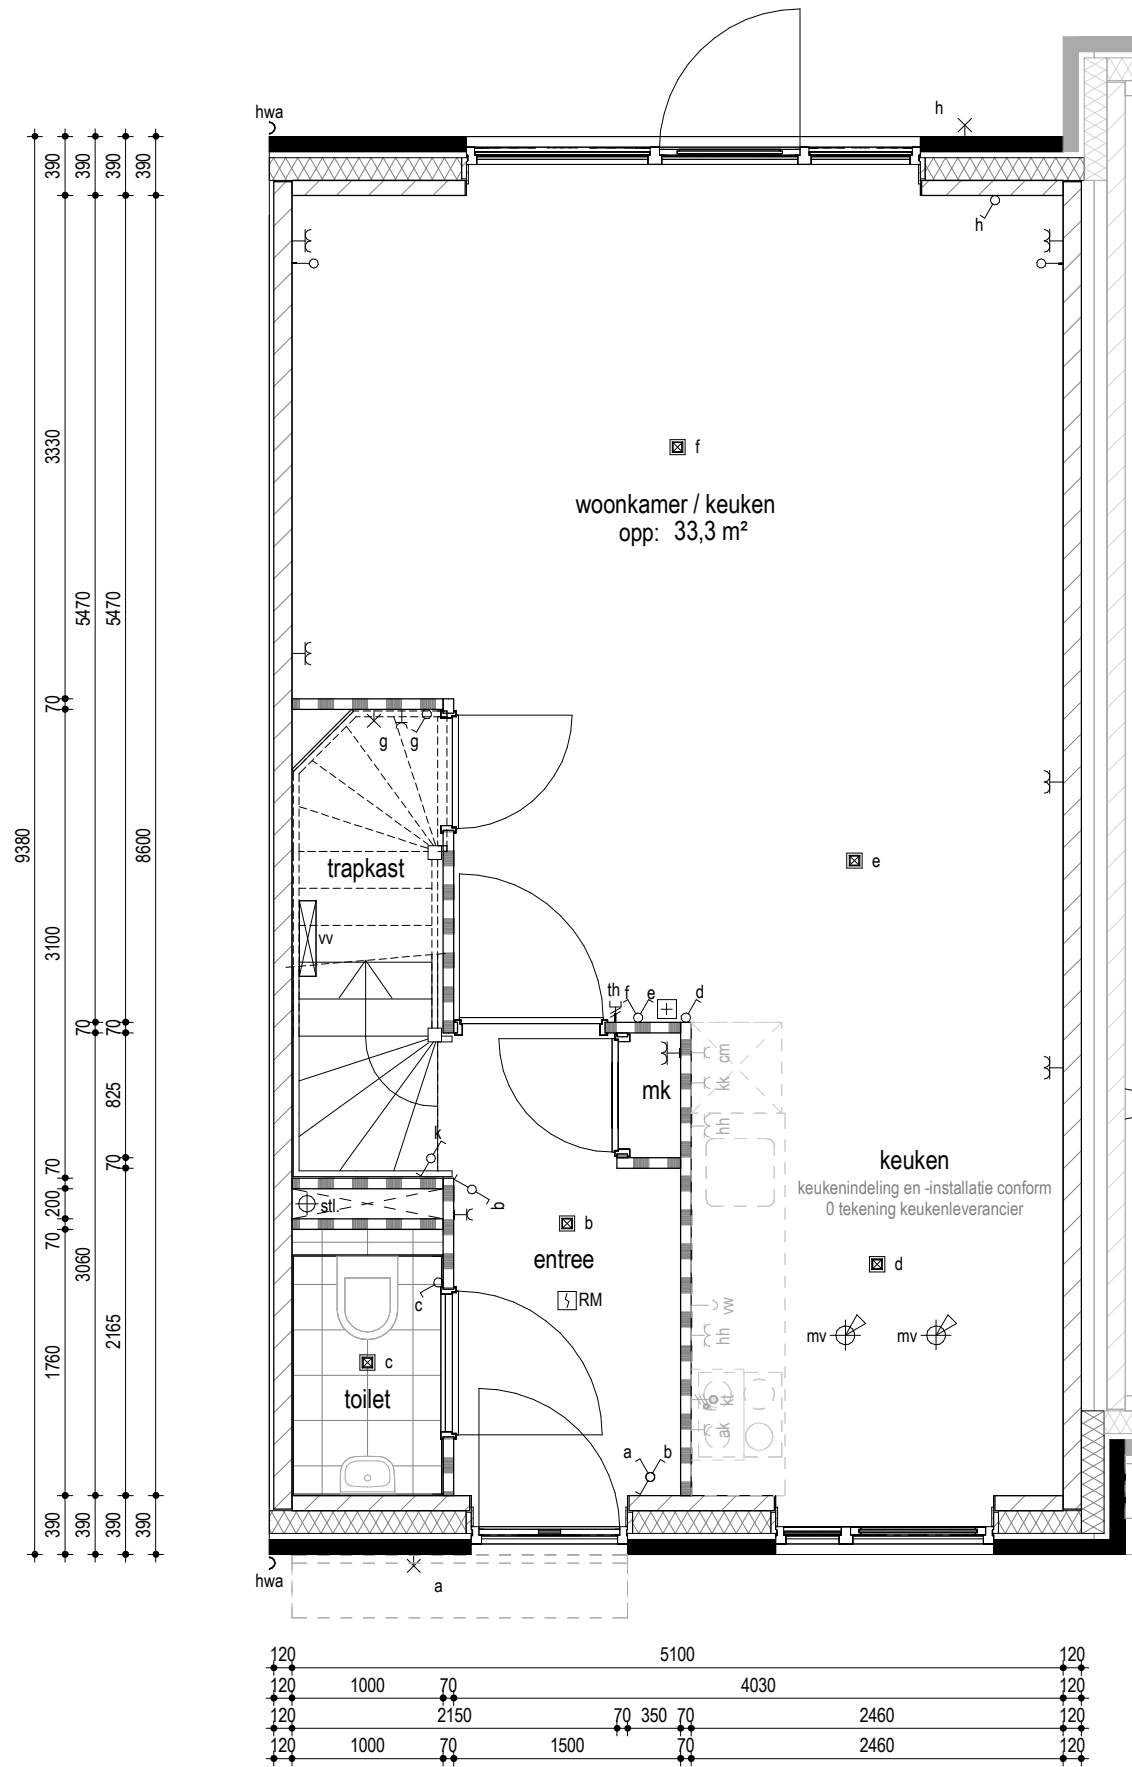 hwa
h
h
390
390
390
390
f
woonkamer / keuken
opp: 33,3 m²
3330
5470
5470
70
g
g
9380
8600
trapkast
e
vv
3100
th
f
e
d
70
70
cm
kk
mk
825
hh
k
70
70
keuken
keukenindeling en -installatie conform
0 tekening keukenleverancier
200
stl.
b
b
70
3060
entree
d
RM
c
vw
2165
1760
hh
mv
mv
c
toilet
kt
ak
a
b
390
390
390
390
hwa
a
120
5100
120
120
1000
70
4030
120
120
2150
70
350
70
2460
120
120
1000
70
1500
70
2460
120